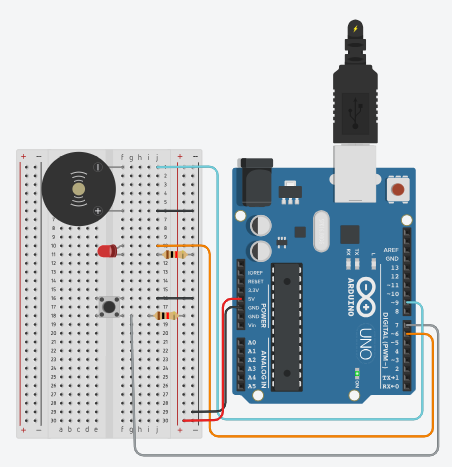 f g h i j
+ − + −
IOREF
RESET
3.3V
5V
GND
GND
Vin
POWER
A0
A1
A2
A3
A4
A5
ANALOG IN
RX
TX
L
ARDUINO
UNO
ON
AREF
GND
13
12
~11
~10
~9
8
7
~6
~5
4
~3
2
TX→1
RX←0
DIGITAL (PWM~)
a b c d e f g h i j
+ − + −